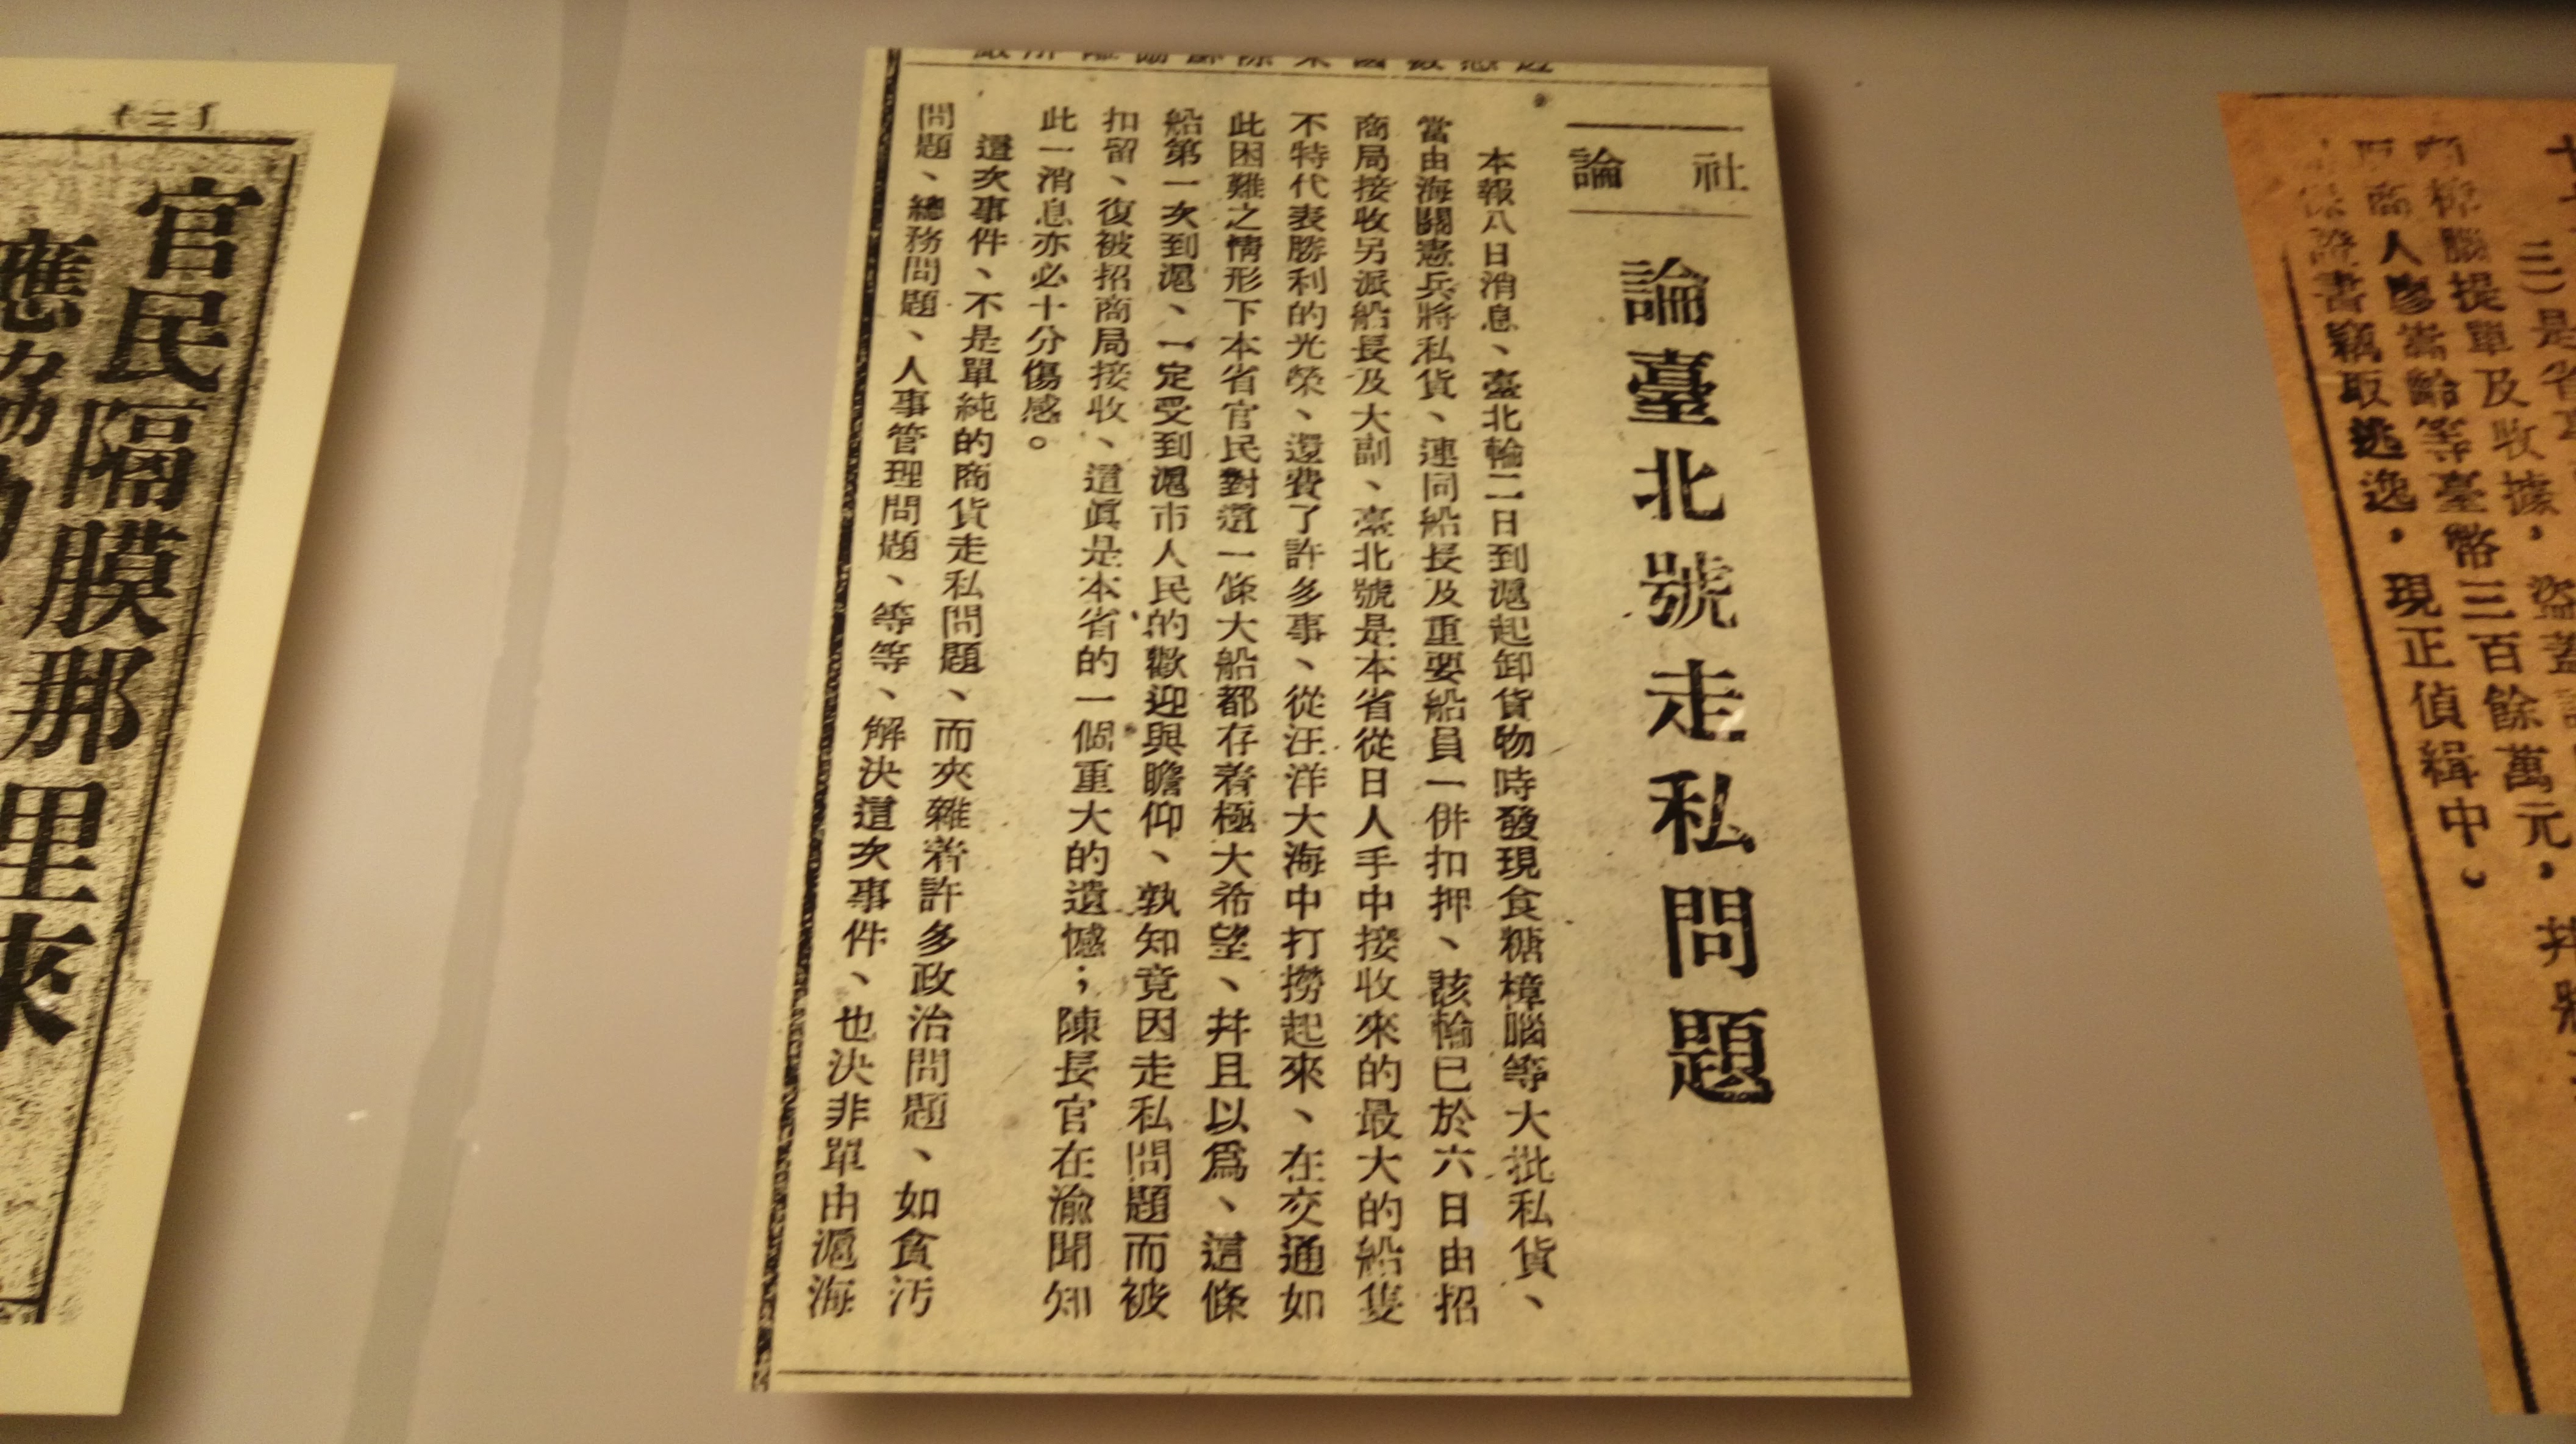 社論
論臺北號走私問題
本報八日消息、臺北輪二日到滬起卸貨物時發現食糖樟腦等大批私貨、
當由海關憲兵將私貨、連同船長及重要船員一併扣押、該輪已於六日由招
商局接收另派船長及大副、臺北號是本省從日人手中接收來的最大的船隻
不特代表勝利的光榮、還費了許多事、從汪洋大海中打撈起來、在交通如
此困難之情形下本省官民對這一條大船都存着極大希望、并且以爲、這條
船第一次到滬、一定受到滬市人民的歡迎與瞻仰、孰知竟因走私問題而被
扣留、復被招商局接收、這眞是本省的一個重大的遺憾；陳長官在渝聞知
此一消息亦必十分傷感。
這次事件、不是單純的商貨走私問題、而夾雜着許多政治問題、如貪汚
問題、總務問題、人事管理問題、等等、解決這次事件、也決非單由滬海
官民隔膜那里來
應協
三)是省
糖腦提單及收據，盜蓋
商人廖當齡等臺幣三百餘萬元，并
證書竊取逃逸，現正偵緝中。